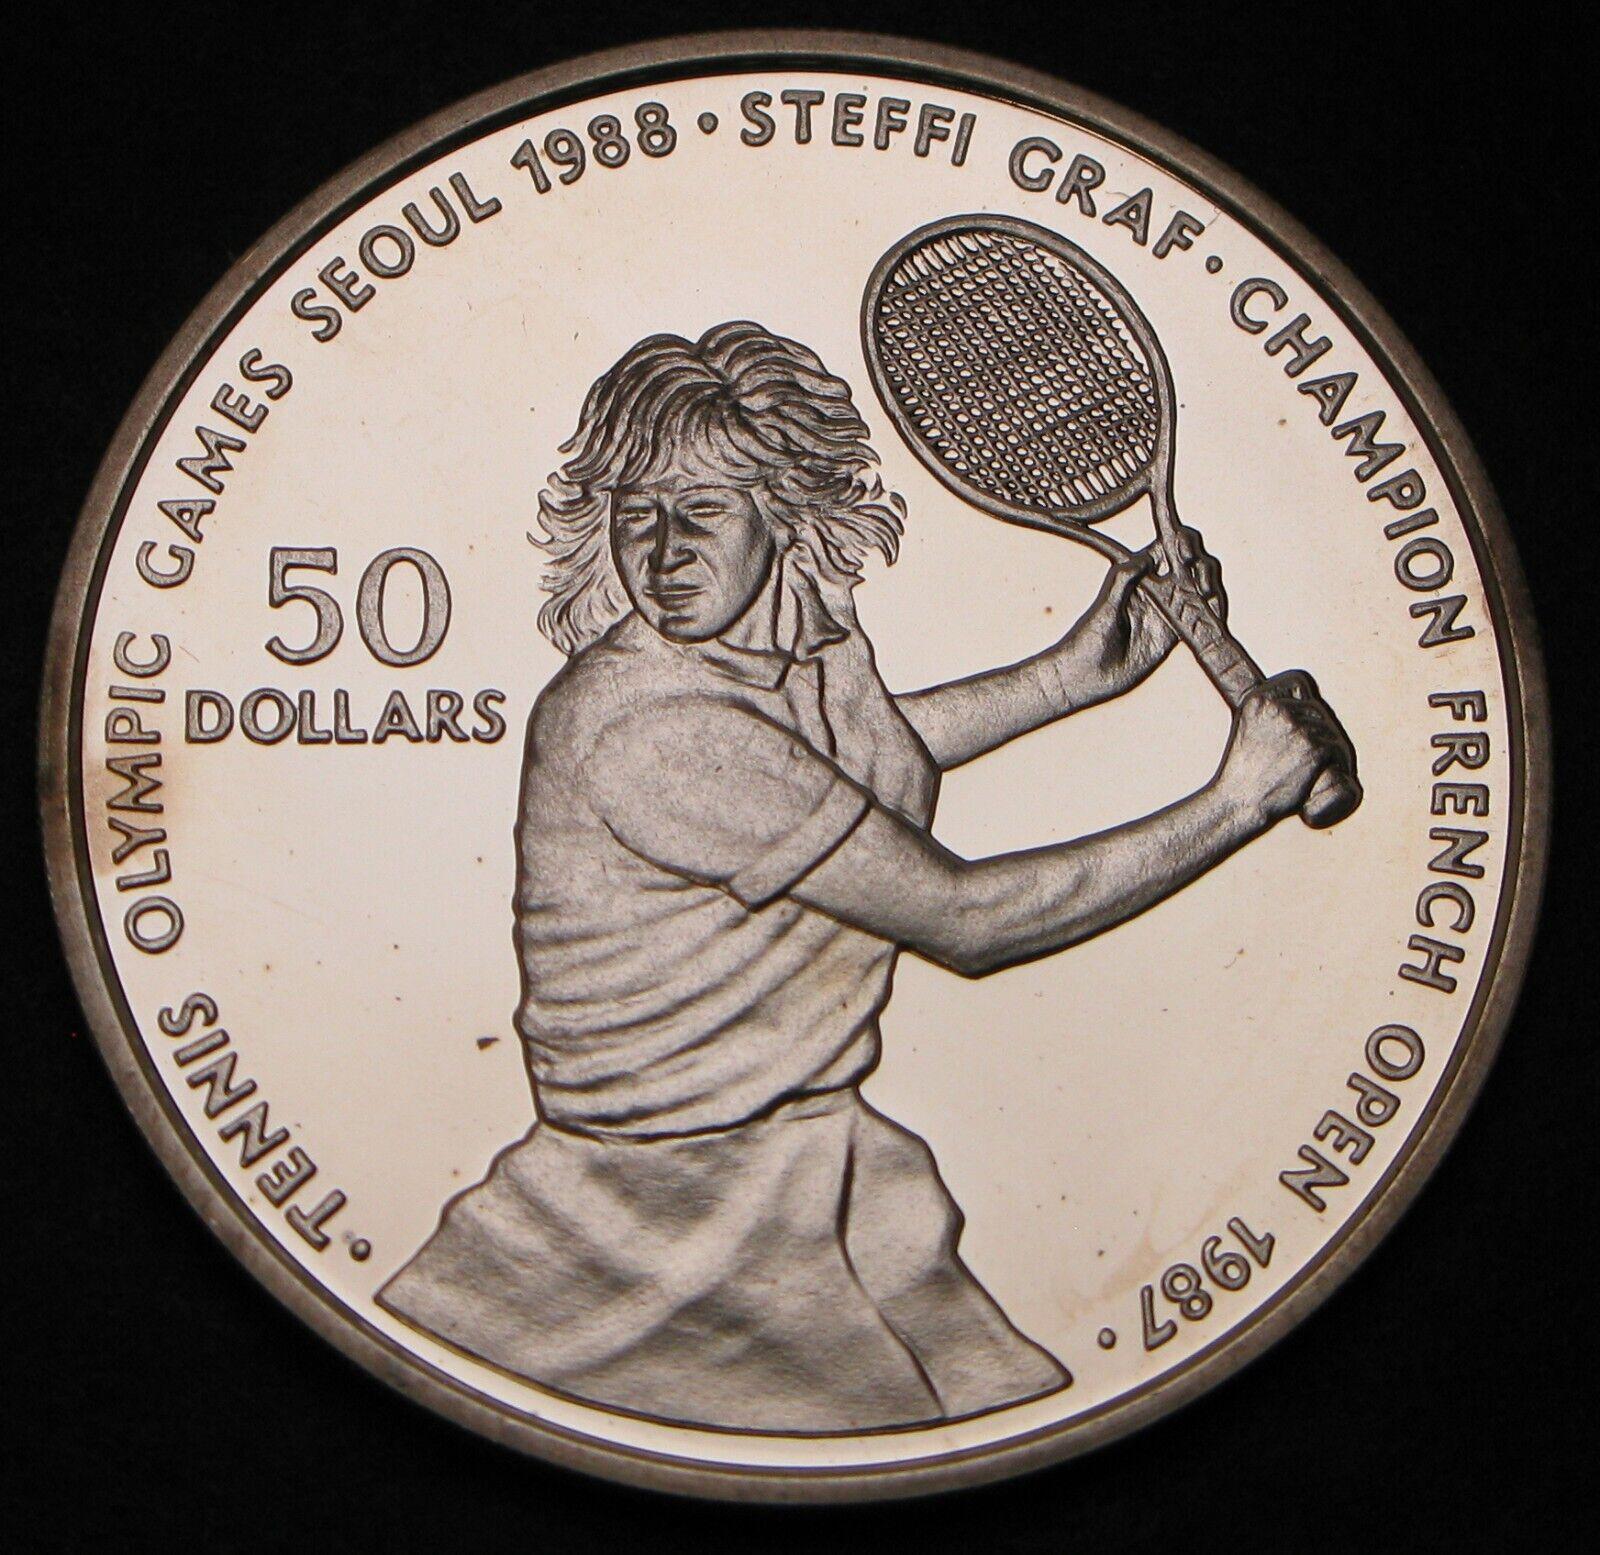 · TENNIS OLYMPIC GAMES SEOUL 1988 · STEFFI GRAF · CHAMPION FRENCH OPEN 1987 ·
50
DOLLARS